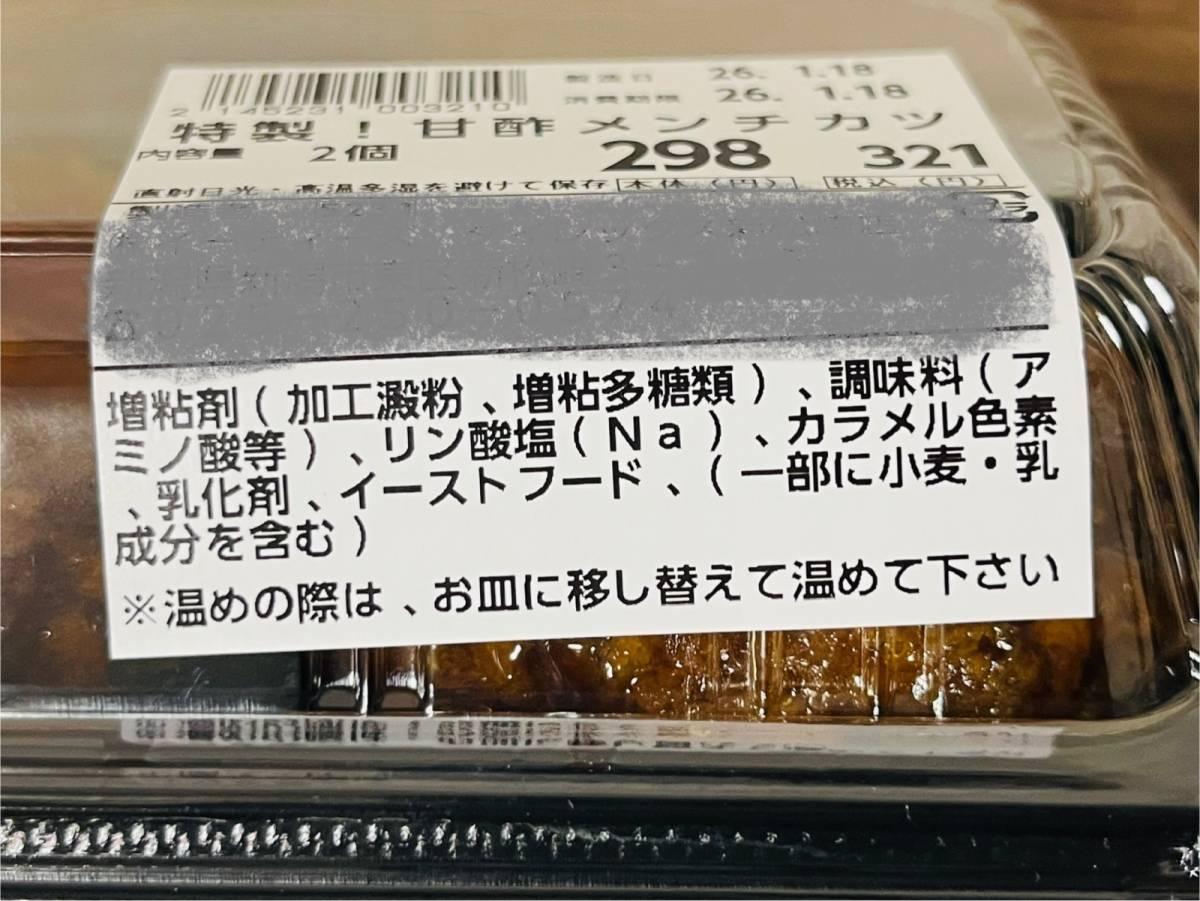 2 145231 003210
製造日 26. 1.18
消費期限 26. 1.18
特製!甘酢メンチカツ
内容量 2個 298 321
直射日光・高温多湿を避けて保存 本体(円) 税込(円)
増粘剤(加工澱粉、増粘多糖類)、調味料(ア
ミノ酸等)、リン酸塩(Na)、カラメル色素
、乳化剤、イーストフード、(一部に小麦・乳
成分を含む)
※温めの際は、お皿に移し替えて温めて下さい